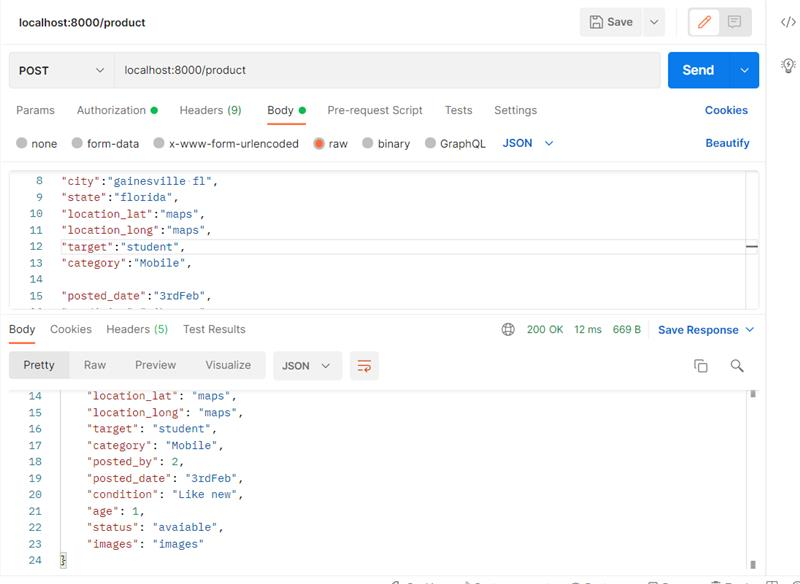 localhost:8000/product
Save
POST
localhost:8000/product
Send
Params Authorization Headers (9) Body Pre-request Script Tests Settings Cookies
none form-data x-www-form-urlencoded raw binary GraphQL JSON Beautify
8 "city":"gainesville fl",
9 "state":"florida",
10 "location_lat":"maps",
11 "location_long":"maps",
12 "target":"student",
13 "category":"Mobile",
14
15 "posted_date":"3rdFeb",
Body Cookies Headers (5) Test Results 200 OK 12 ms 669 B Save Response
Pretty Raw Preview Visualize JSON
14 "location_lat": "maps",
15 "location_long": "maps",
16 "target": "student",
17 "category": "Mobile",
18 "posted_by": 2,
19 "posted_date": "3rdFeb",
20 "condition": "Like new",
21 "age": 1,
22 "status": "avaiable",
23 "images": "images"
24 }